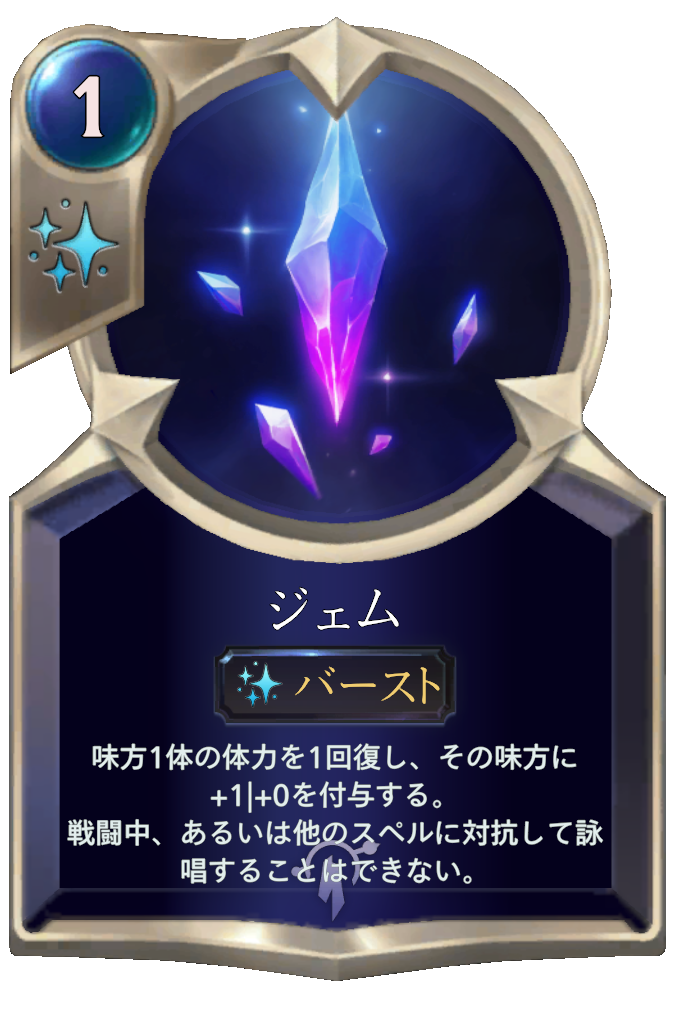 1
ジェム
バースト
味方1体の体力を1回復し、その味方に
+1|+0を付与する。
戦闘中、あるいは他のスペルに対抗して詠
唱することはできない。